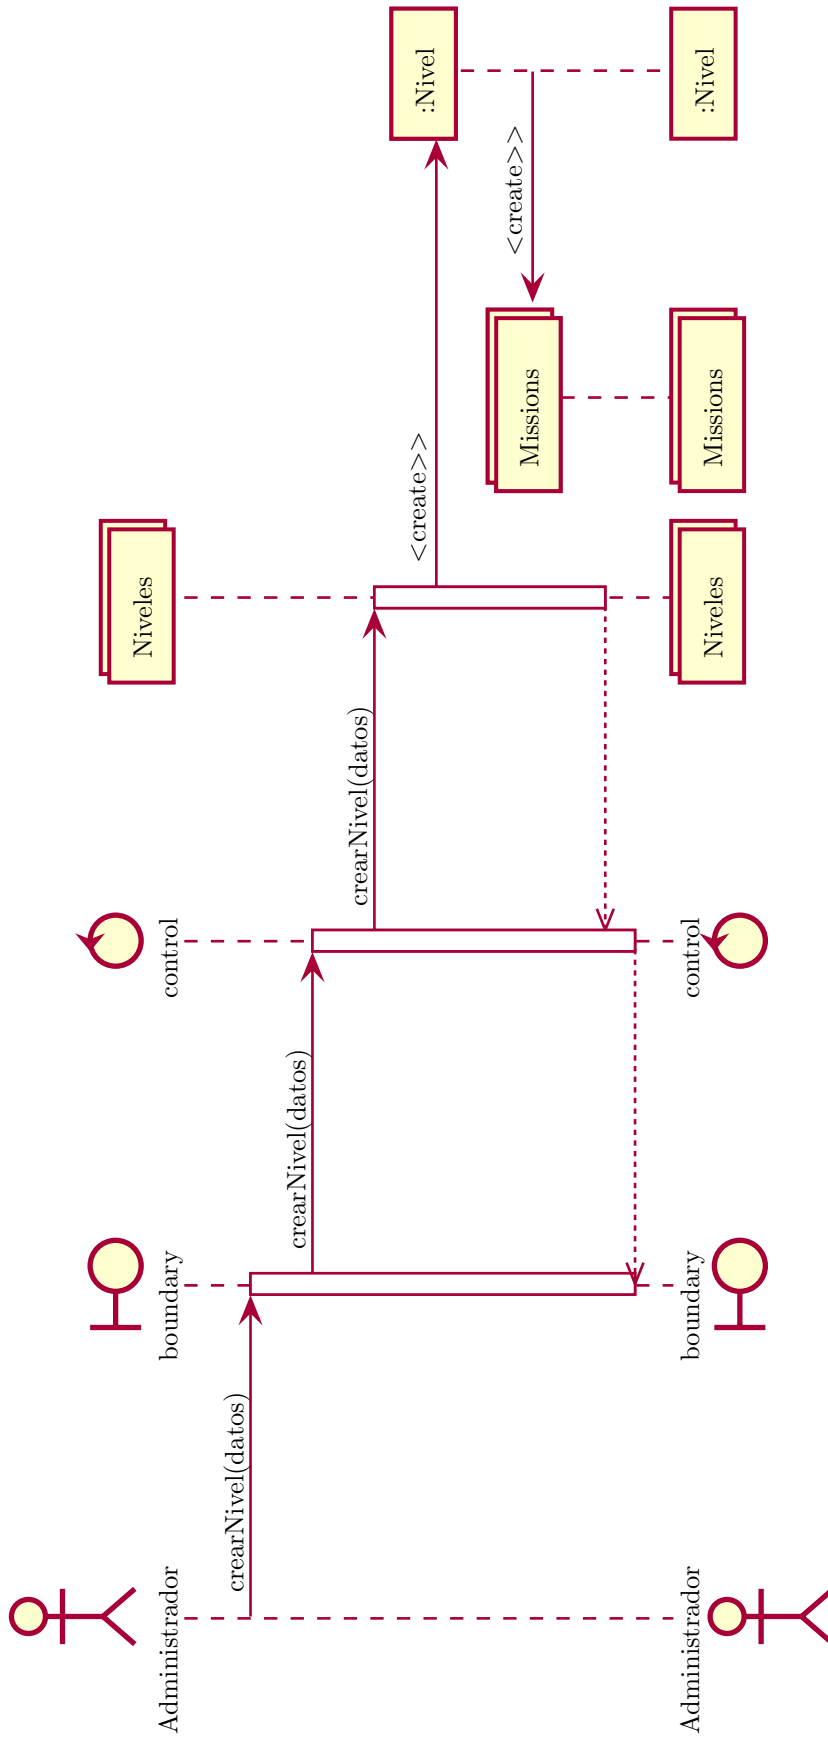 Administrador
boundary
control
Niveles
crearNivel(datos)
crearNivel(datos)
crearNivel(datos)
<create>>
:Nivel
<create>>
Missions
Administrador
boundary
control
Niveles
Missions
:Nivel